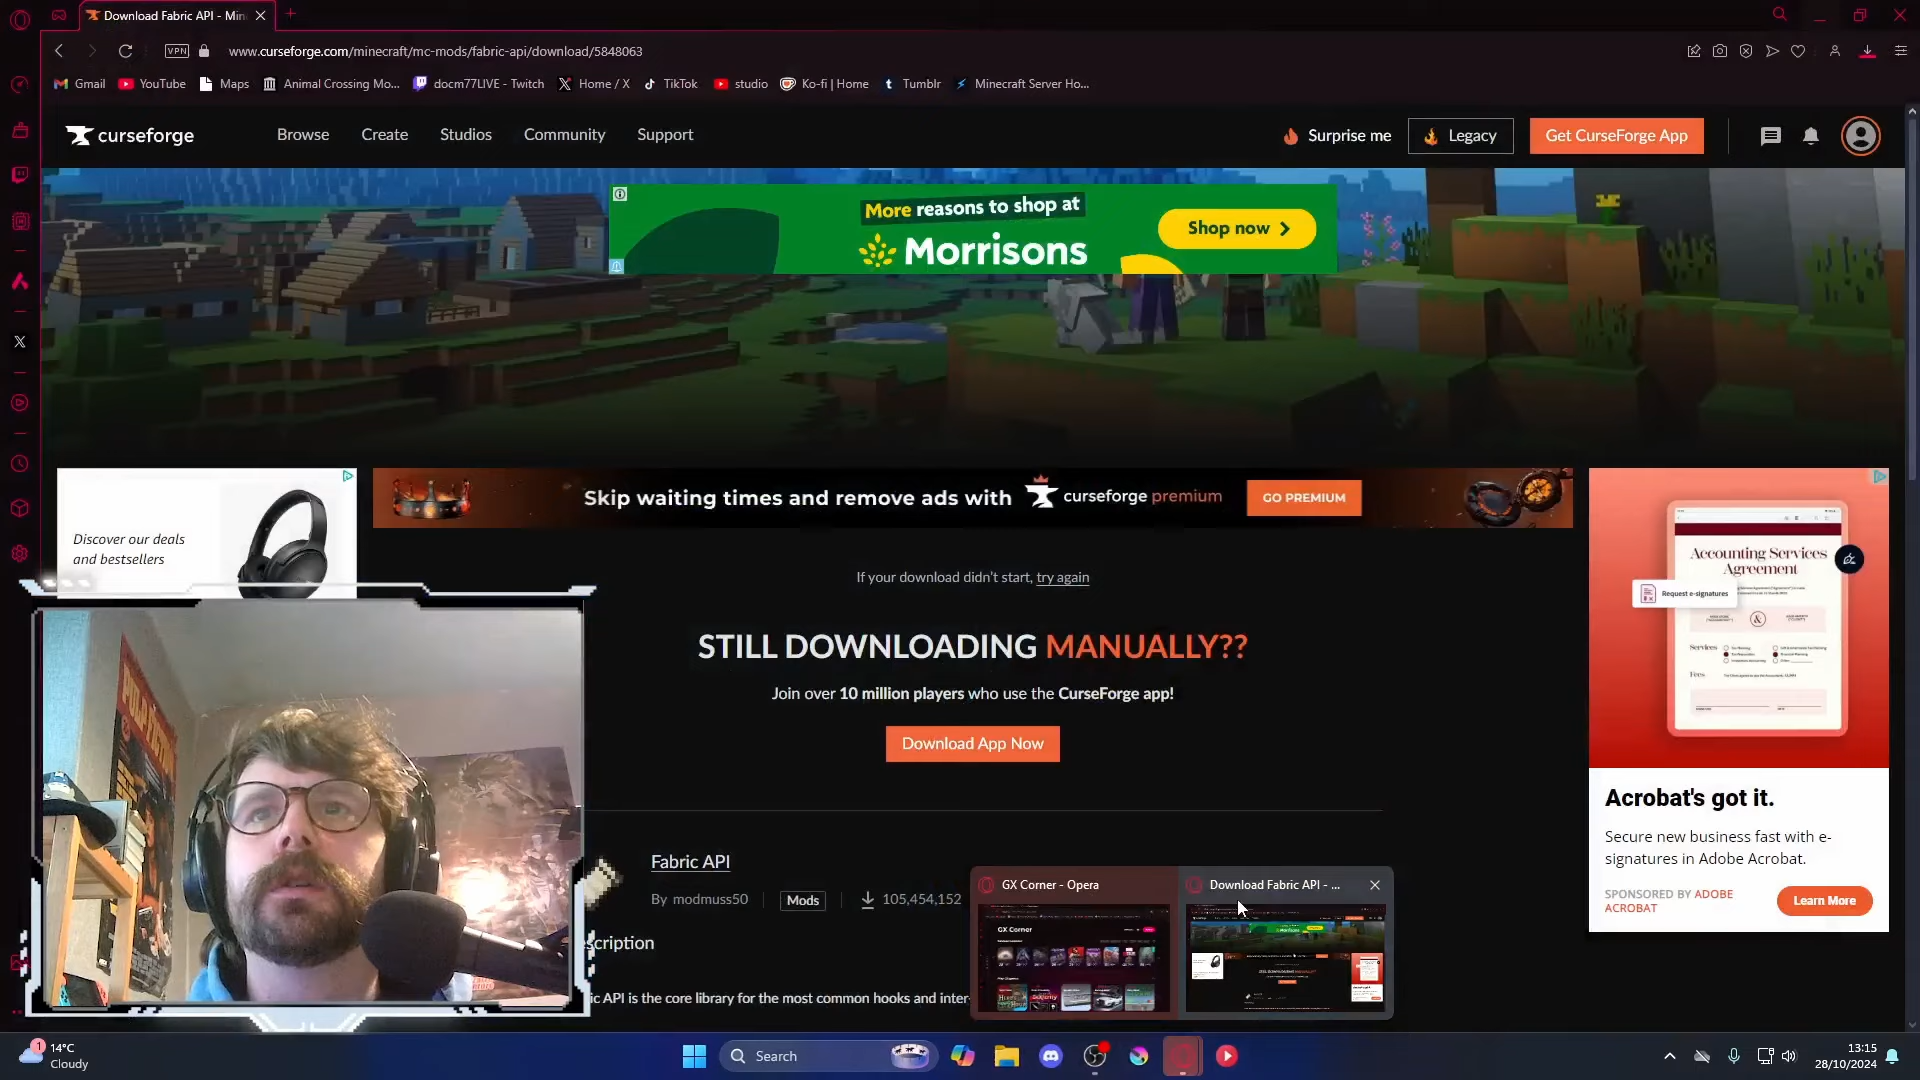 Download Fabric API - Min
www.curseforge.com/minecraft/mc-mods/fabric-api/download/5848063
VPN
Gmail
YouTube
Maps
Animal Crossing Mo...
docm77LIVE - Twitch
Home / X
TikTok
studio
Ko-fi | Home
Tumblr
Minecraft Server Ho...
curseforge
Browse
Create
Studios
Community
Support
Surprise me
Legacy
Get CurseForge App
More reasons to shop at
Morrisons
Shop now
Discover our deals
and bestsellers
Skip waiting times and remove ads with curseforge premium
GO PREMIUM
If your download didn't start, try again
STILL DOWNLOADING MANUALLY??
Join over 10 million players who use the CurseForge app!
Download App Now
Accounting Services
Agreement
Request e-signatures
Services
Fees
Acrobat's got it.
Secure new business fast with e-
signatures in Adobe Acrobat.
SPONSORED BY ADOBE
ACROBAT
Learn More
PULP FICTION
Fabric API
By modmuss50
Mods
105,454,152
scription
ic API is the core library for the most common hooks and inter-
GX Corner - Opera
Download Fabric API - ...
GX Corner
1
14°C
Cloudy
Search
13:15
28/10/2024